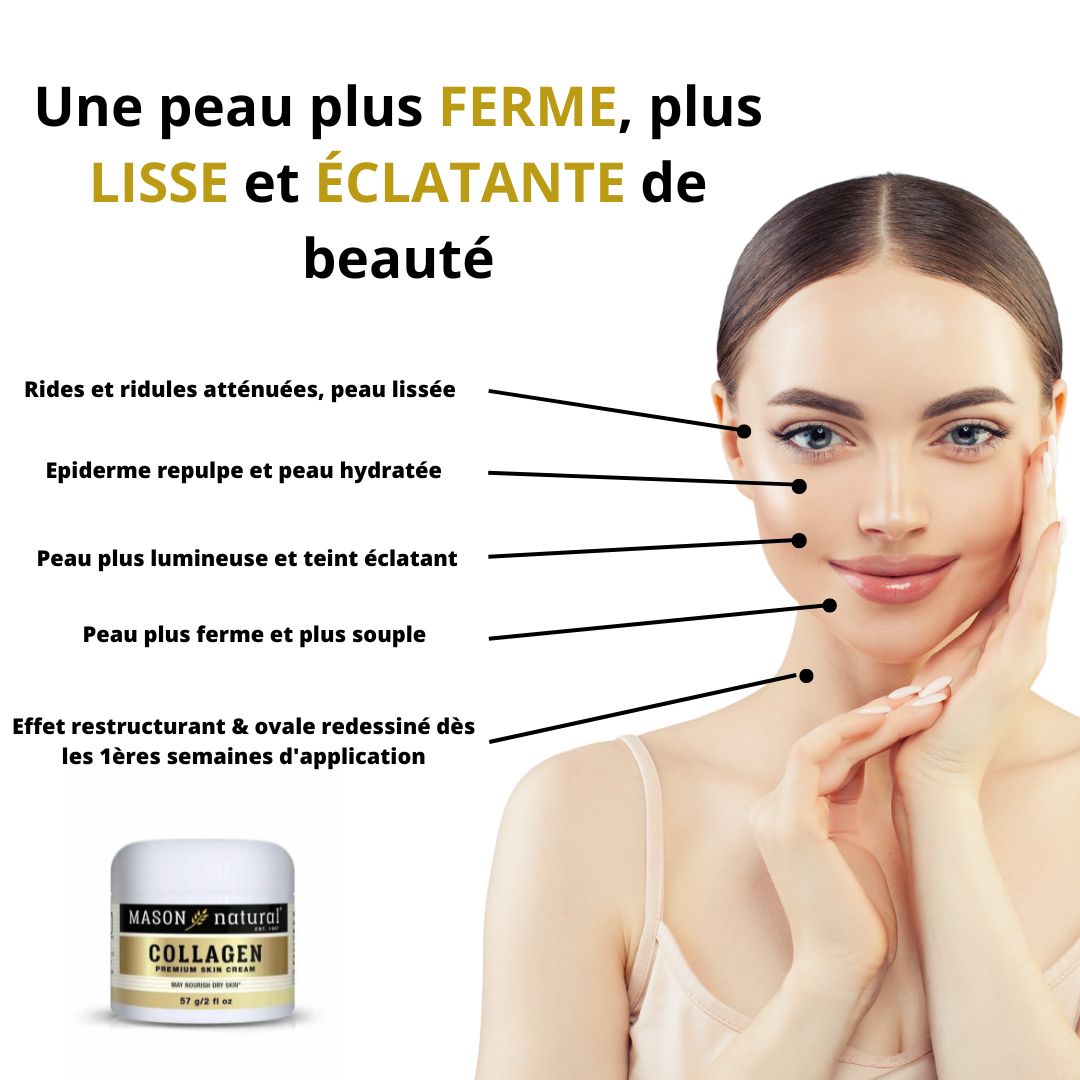 Une peau plus FERME, plus
LISSE et ÉCLATANTE de
beauté
Rides et ridules atténuées, peau lissée
Epiderme repulpe et peau hydratée
Peau plus lumineuse et teint éclatant
Peau plus ferme et plus souple
Effet restructurant & ovale redessiné dès
les 1ères semaines d'application
MASON natural
COLLAGEN
PREMIUM SKIN CREAM
MAY NOURISH DRY SKIN*
57 g/2 fl oz